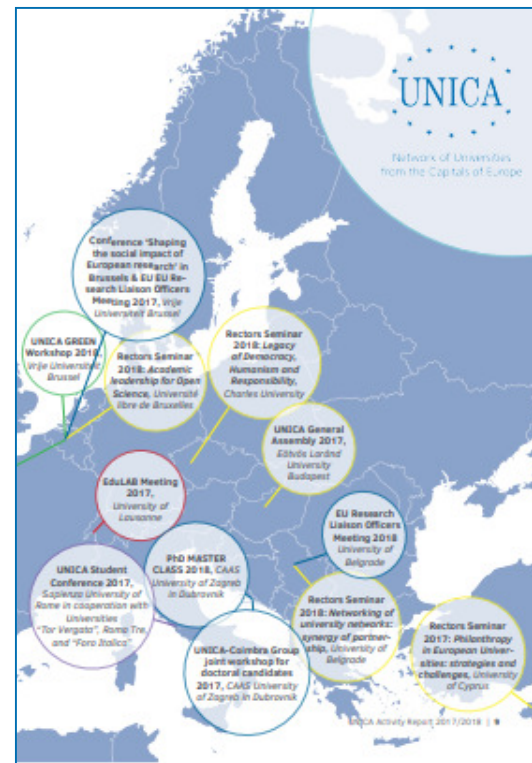 UNICA
Network of Universities
from the Capitals of Europe
Conference ‘Shaping
the social impact of
European research’ in
Brussels & EU EU Re-
search Liaison Officers
Meeting 2017, Vrije
Universiteit Brussel
UNICA GREEN
Workshop 2018,
Vrije Universiteit
Brussel
Rectors Seminar
2018: Academic
leadership for Open
Science, Université
libre de Bruxelles
Rectors Seminar
2018: Legacy
of Democracy,
Humanism and
Responsibility,
Charles University
UNICA General
Assembly 2017,
Eötvös Loránd
University
Budapest
EduLAB Meeting
2017,
University of
Lausanne
EU Research
Liaison Officers
Meeting 2018
University of
Belgrade
PhD MASTER
CLASS 2018, CAAS
University of Zagreb
in Dubrovnik
UNICA Student
Conference 2017,
Sapienza University of
Rome in cooperation with
Universities
“Tor Vergata”, Roma Tre,
and “Foro Italico”
Rectors Seminar
2018: Networking of
university networks:
synergy of partner-
ship, University of
Belgrade
Rectors Seminar
2017: Philanthropy
in European Univer-
sities: strategies and
challenges, University
of Cyprus
UNICA-Coimbra Group
joint workshop for
doctoral candidates
2017, CAAS University
of Zagreb in Dubrovnik
UNICA Activity Report 2017/2018 | 9